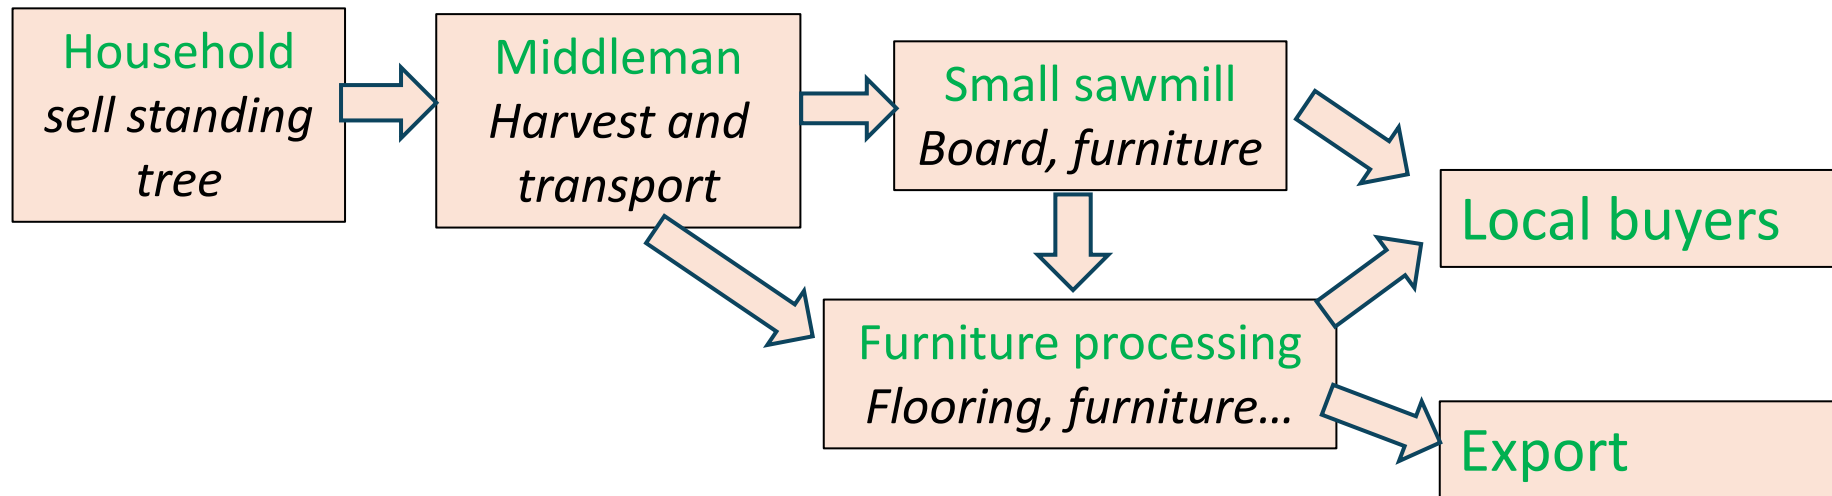 Household
sell standing
tree
Middleman
Harvest and
transport
Small sawmill
Board, furniture
Local buyers
Furniture processing
Flooring, furniture...
Export